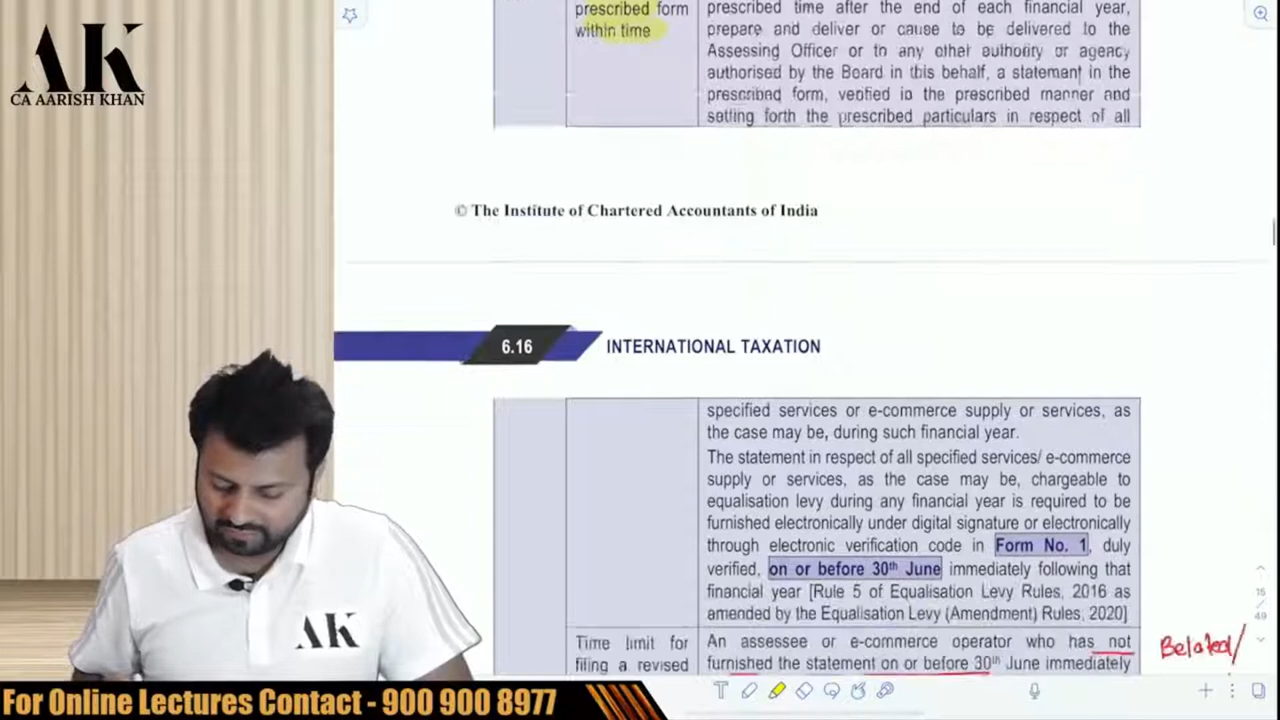 AK
CA AARISH KHAN
prescribed form
within time
prescribed time after the end of each financial year,
prepare and deliver or cause to be delivered to the
Assessing Officer or to any other authority or agency
authorised by the Board in this behalf, a statement in the
prescribed form, verified in the prescribed manner and
setting forth the prescribed particulars in respect of all
© The Institute of Chartered Accountants of India
6.16 INTERNATIONAL TAXATION
specified services or e-commerce supply or services, as
the case may be, during such financial year.
The statement in respect of all specified services/ e-commerce
supply or services, as the case may be, chargeable to
equalisation levy during any financial year is required to be
furnished electronically under digital signature or electronically
through electronic verification code in Form No. 1, duly
verified, on or before 30th June immediately following that
financial year [Rule 5 of Equalisation Levy Rules, 2016 as
amended by the Equalisation Levy (Amendment) Rules, 2020]
Time limit for
filing a revised
An assessee or e-commerce operator who has not
furnished the statement on or before 30th June immediately
Belated/
15
/
49
AK
For Online Lectures Contact - 900 900 8977